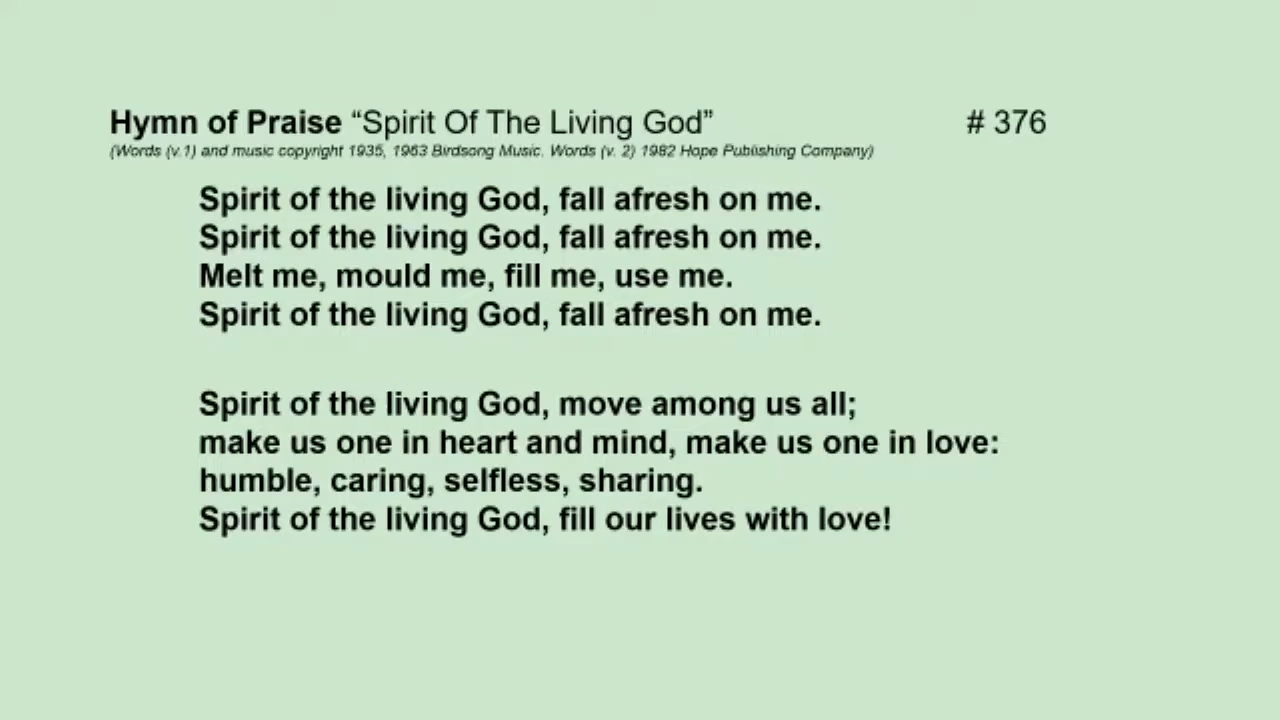 Hymn of Praise “Spirit Of The Living God” # 376
(Words (v.1) and music copyright 1935, 1963 Birdsong Music. Words (v. 2) 1982 Hope Publishing Company)
Spirit of the living God, fall afresh on me.
Spirit of the living God, fall afresh on me.
Melt me, mould me, fill me, use me.
Spirit of the living God, fall afresh on me.
Spirit of the living God, move among us all;
make us one in heart and mind, make us one in love:
humble, caring, selfless, sharing.
Spirit of the living God, fill our lives with love!